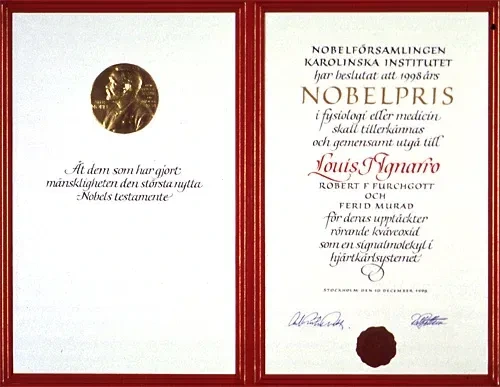 Åt dem som har gjort
mänskligheten den största nytta
Nobels testamente
NOBELFÖRSAMLINGEN
KAROLINSKA INSTITUTET
har beslutat att 1998 års
NOBELPRIS
i fysiologi eller medicin
skall tillerkännas
och gemensamt utgå till
Louis J Ignarro
ROBERT F FURCHGOTT
OCH
FERID MURAD
för deras upptäckter
rörande kväveoxid
som en signalmolekyl i
hjärtkärlsystemet
STOCKHOLM DEN 10 DECEMBER 1998